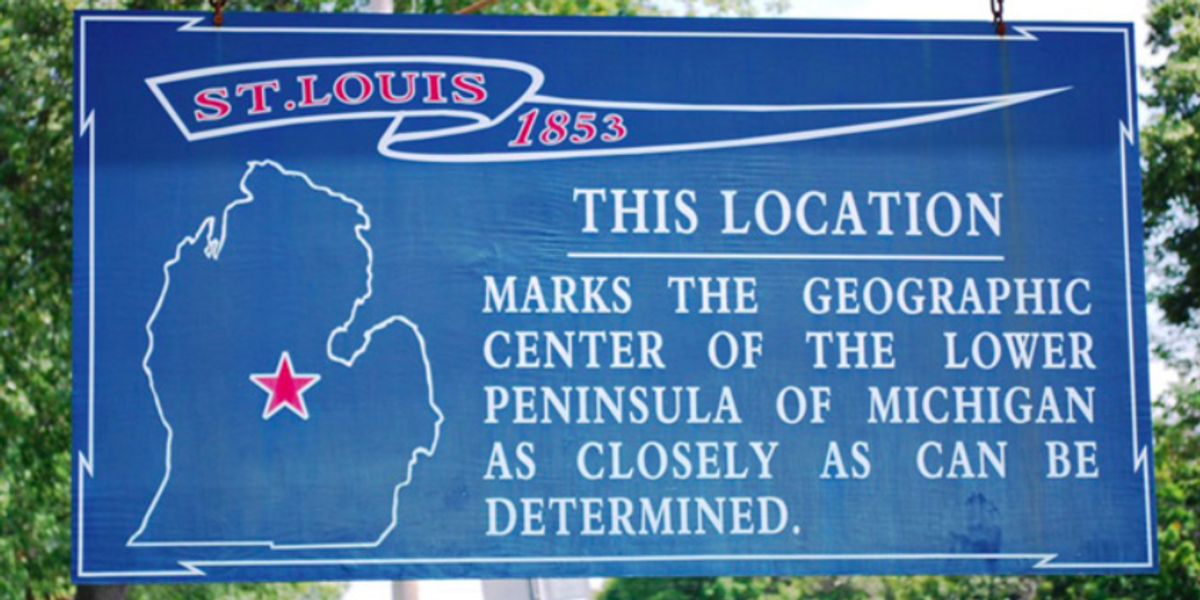 ST. LOUIS
1853
THIS LOCATION
MARKS THE GEOGRAPHIC
CENTER OF THE LOWER
PENINSULA OF MICHIGAN
AS CLOSELY AS CAN BE
DETERMINED.